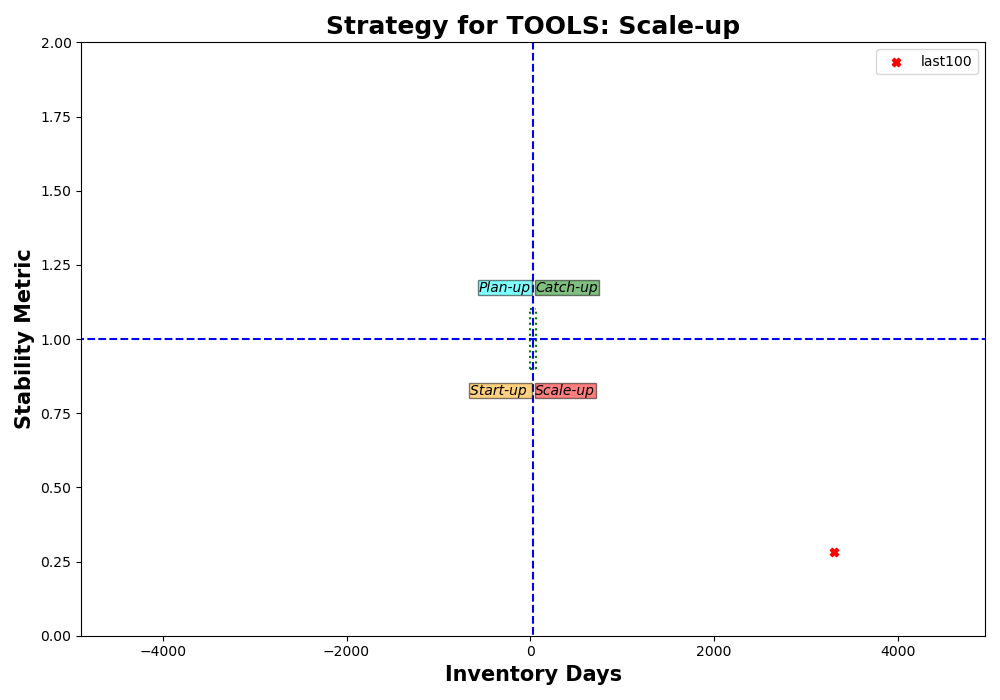 Strategy for TOOLS: Scale-up
2.00
last100
1.75
1.50
1.25
Plan-up Catch-up
1.00
Start-up Scale-up
0.75
0.50
0.25
0.00
−4000 −2000 0 2000 4000
Stability Metric
Inventory Days